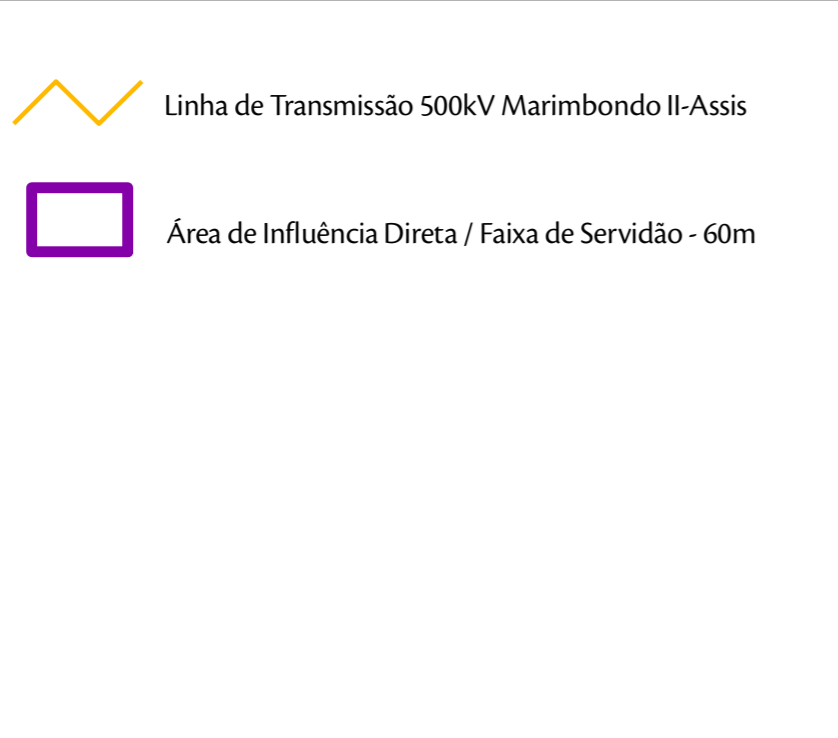 Linha de Transmissão 500kV Marimbondo II-Assis
Área de Influência Direta / Faixa de Servidão - 60m